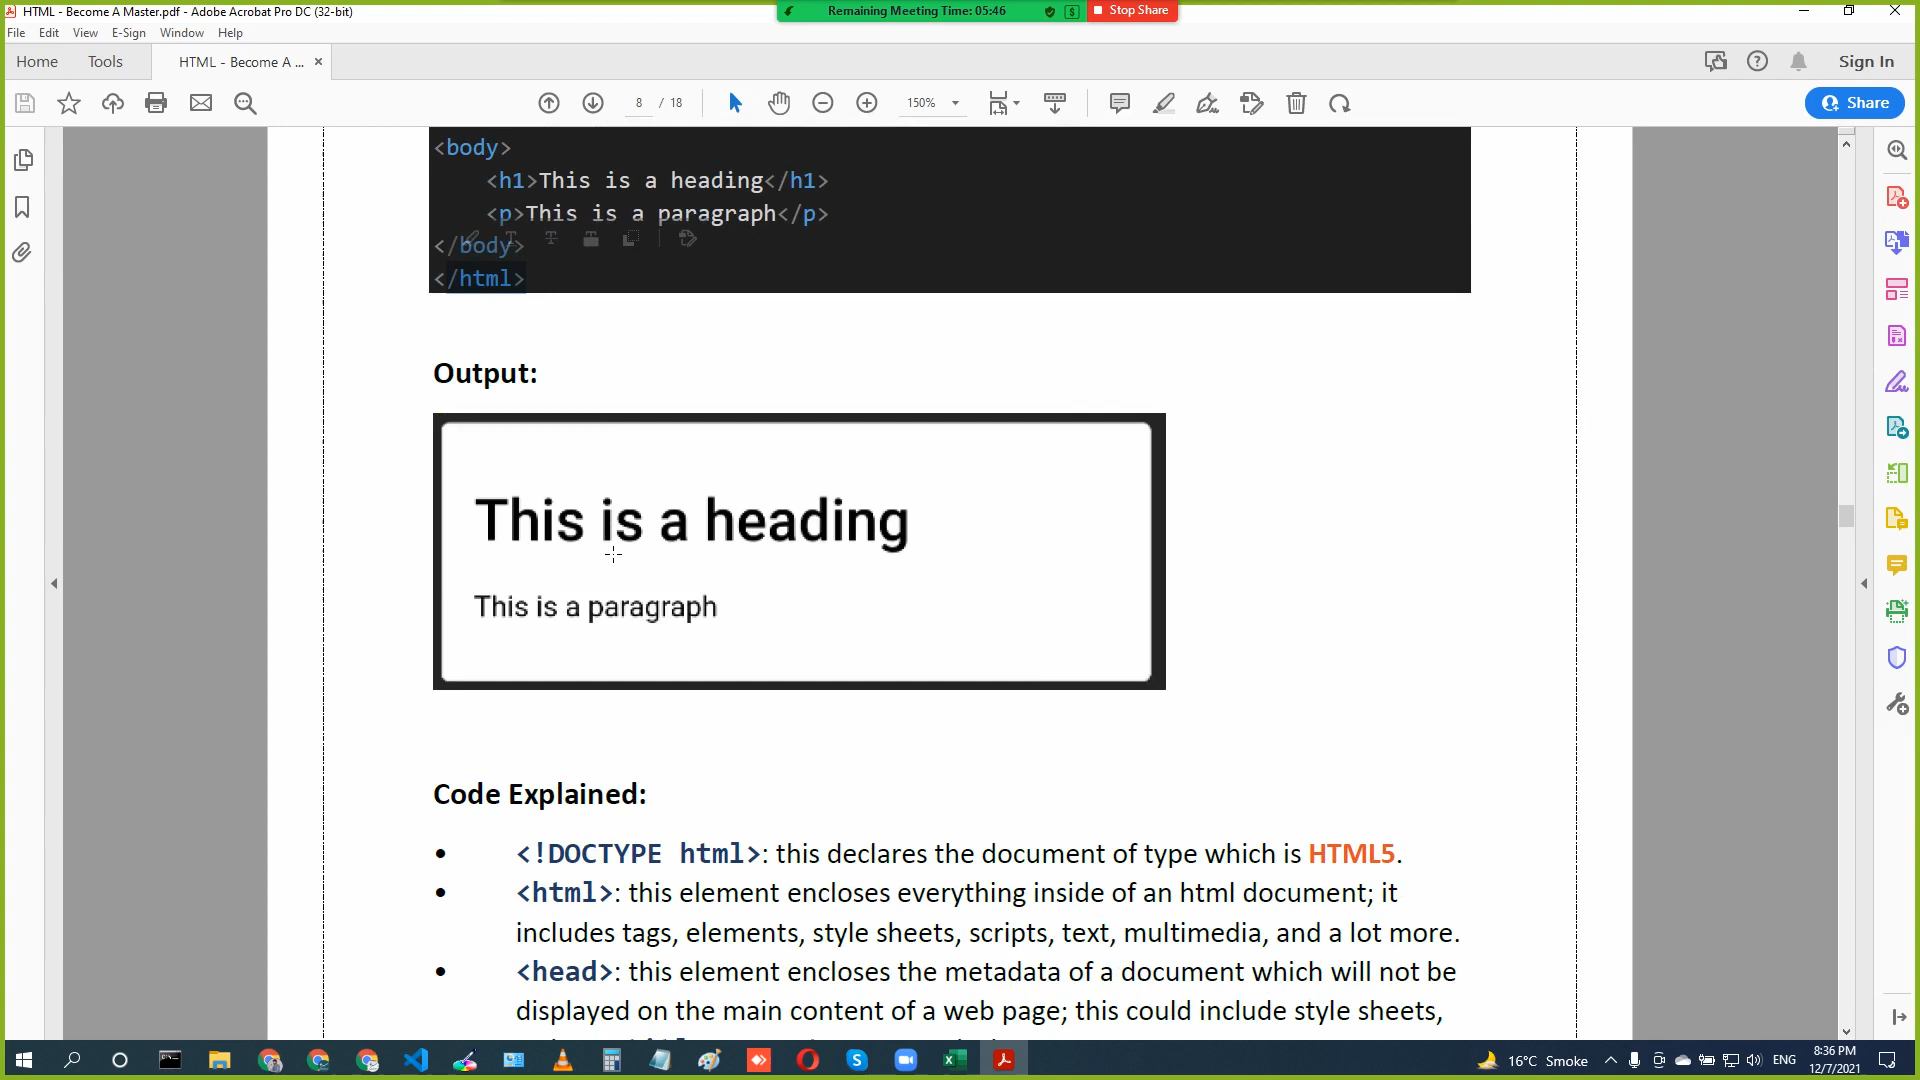 HTML - Become A Master.pdf - Adobe Acrobat Pro DC (32-bit)
Remaining Meeting Time: 05:46
Stop Share
File Edit View E-Sign Window Help
Home Tools HTML - Become A ... Sign In
8 / 18 150% Share
<body>
<h1>This is a heading</h1>
<p>This is a paragraph</p>
</body>
</html>
Output:
This is a heading
This is a paragraph
Code Explained:
• <!DOCTYPE html>: this declares the document of type which is HTML5.
• <html>: this element encloses everything inside of an html document; it
includes tags, elements, style sheets, scripts, text, multimedia, and a lot more.
• <head>: this element encloses the metadata of a document which will not be
displayed on the main content of a web page; this could include style sheets,
16°C Smoke ENG 8:36 PM
12/7/2021